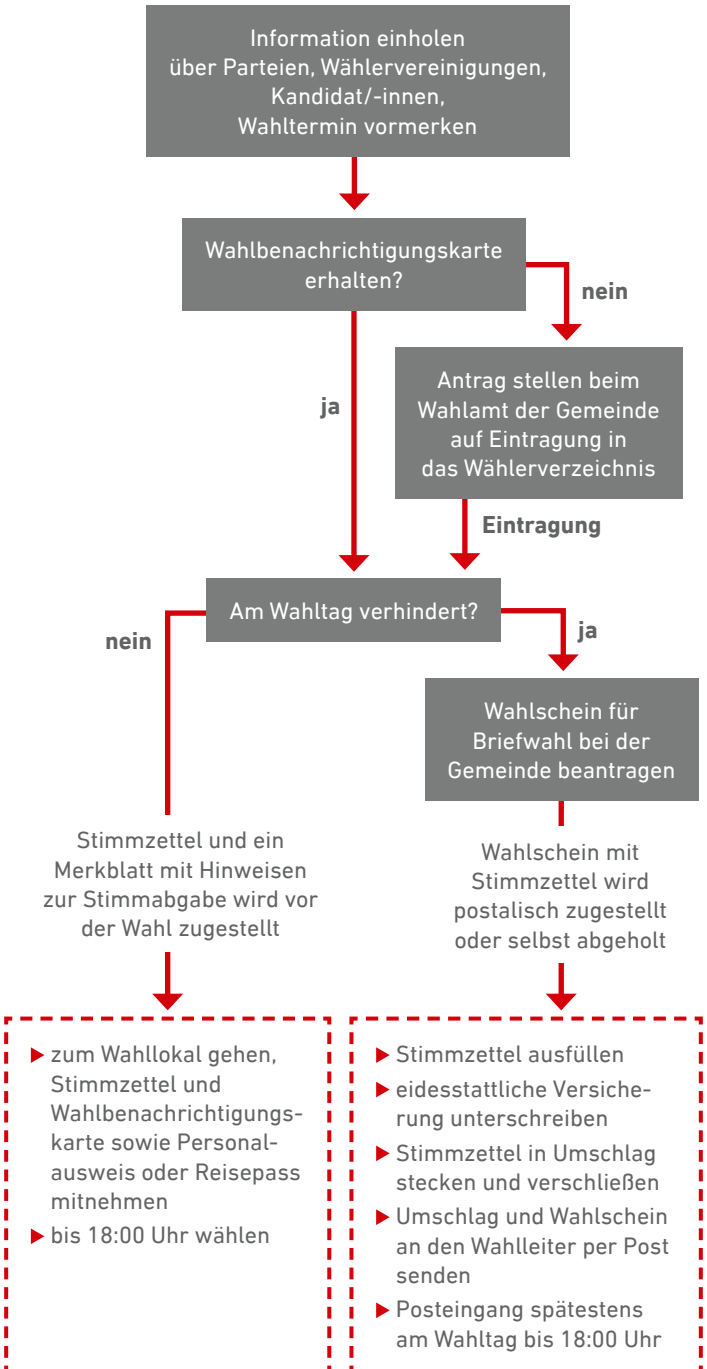 Information einholen
über Parteien, Wählervereinigungen,
Kandidat/-innen,
Wahltermin vormerken
Wahlbenachrichtigungskarte
erhalten?
nein
ja
Antrag stellen beim
Wahlamt der Gemeinde
auf Eintragung in
das Wählerverzeichnis
Eintragung
Am Wahltag verhindert?
nein
ja
Wahlschein für
Briefwahl bei der
Gemeinde beantragen
Stimmzettel und ein
Merkblatt mit Hinweisen
zur Stimmabgabe wird vor
der Wahl zugestellt
Wahlschein mit
Stimmzettel wird
postalisch zugestellt
oder selbst abgeholt
zum Wahllokal gehen,
Stimmzettel und
Wahlbenachrichtigungs-
karte sowie Personal-
ausweis oder Reisepass
mitnehmen
bis 18:00 Uhr wählen
Stimmzettel ausfüllen
eidesstattliche Versiche-
rung unterschreiben
Stimmzettel in Umschlag
stecken und verschließen
Umschlag und Wahlschein
an den Wahlleiter per Post
senden
Posteingang spätestens
am Wahltag bis 18:00 Uhr